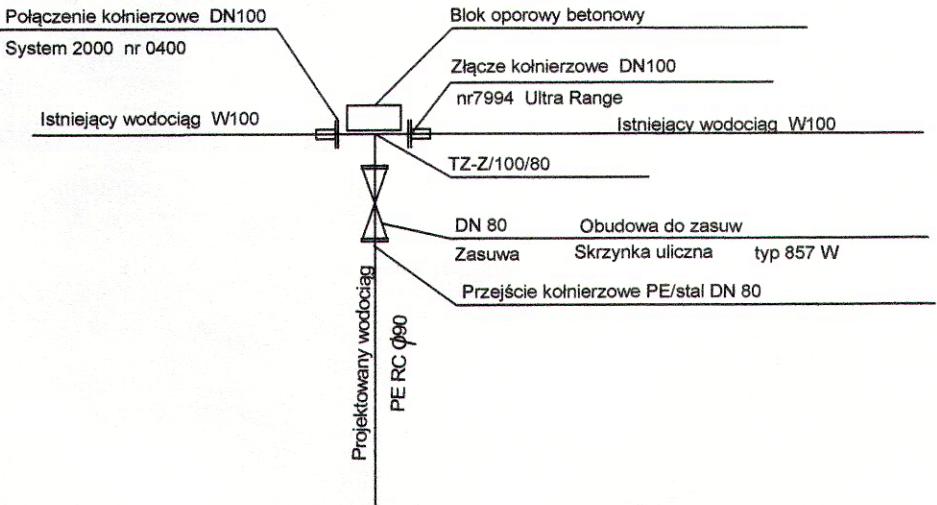 Połączenie kołnierzowe DN100
System 2000 nr 0400
Blok oporowy betonowy
Złącze kołnierzowe DN100
nr7994 Ultra Range
Istniejący wodociąg W100
Istniejacy wodociąg W100
TZ-Z/100/80
DN 80 Obudowa do zasuw
Zasuwa Skrzynka uliczna typ 857 W
Przejście kołnierzowe PE/stal DN 80
Projektowany wodociąg
PE RC ϕ90